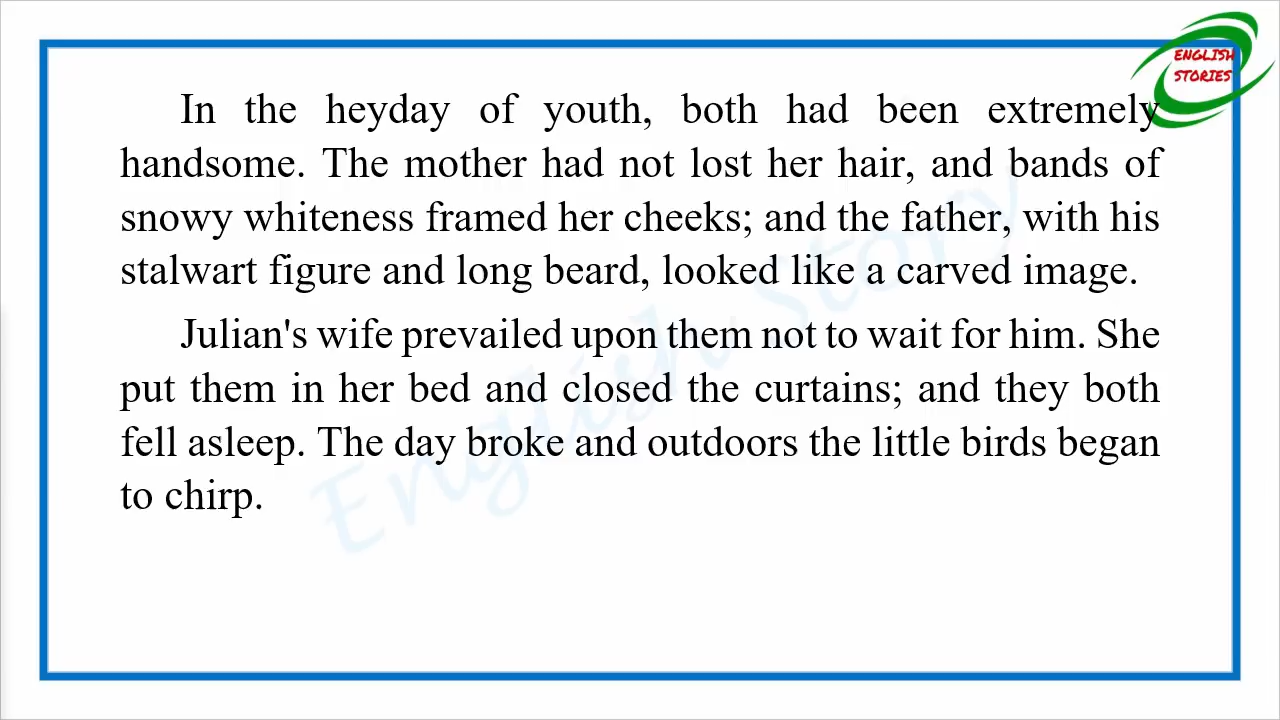 ENGLISH
STORIES
In the heyday of youth, both had been extremely
handsome. The mother had not lost her hair, and bands of
snowy whiteness framed her cheeks; and the father, with his
stalwart figure and long beard, looked like a carved image.
Julian's wife prevailed upon them not to wait for him. She
put them in her bed and closed the curtains; and they both
fell asleep. The day broke and outdoors the little birds began
to chirp.
English Story